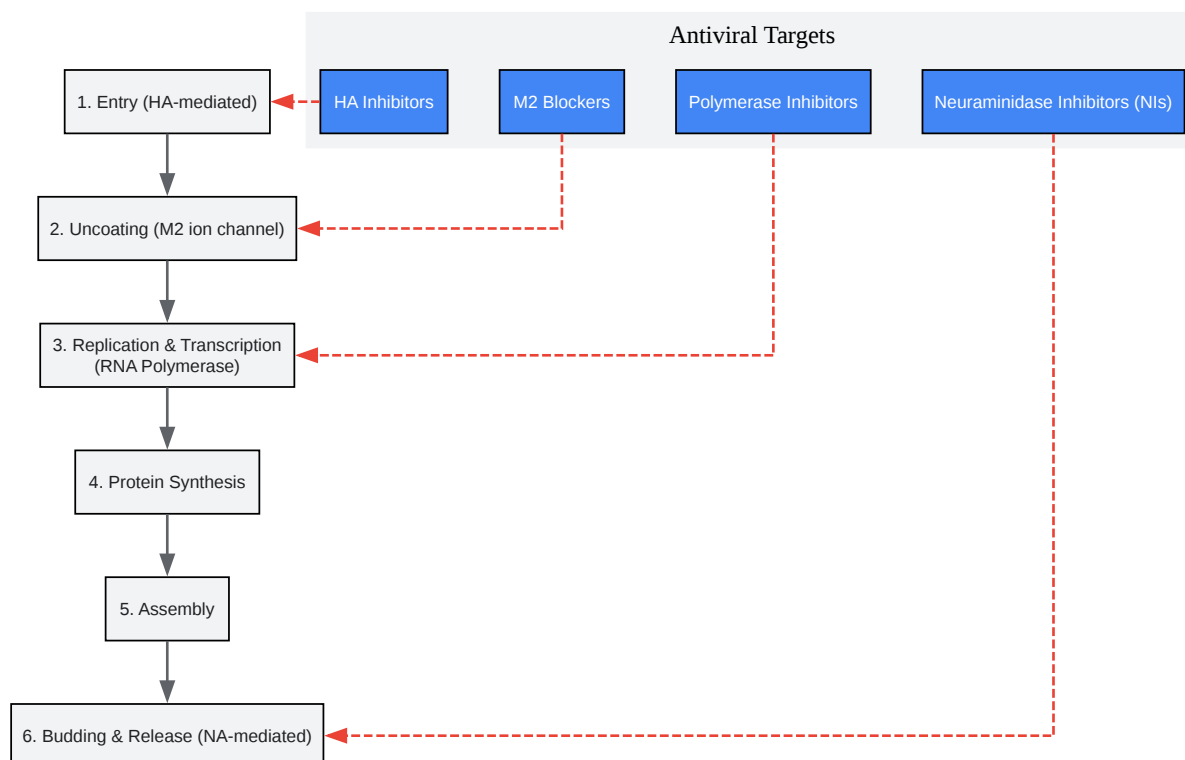 Antiviral Targets
1. Entry (HA-mediated)
HA Inhibitors
M2 Blockers
Polymerase Inhibitors
Neuraminidase Inhibitors (NIs)
2. Uncoating (M2 ion channel)
3. Replication & Transcription
(RNA Polymerase)
4. Protein Synthesis
5. Assembly
6. Budding & Release (NA-mediated)